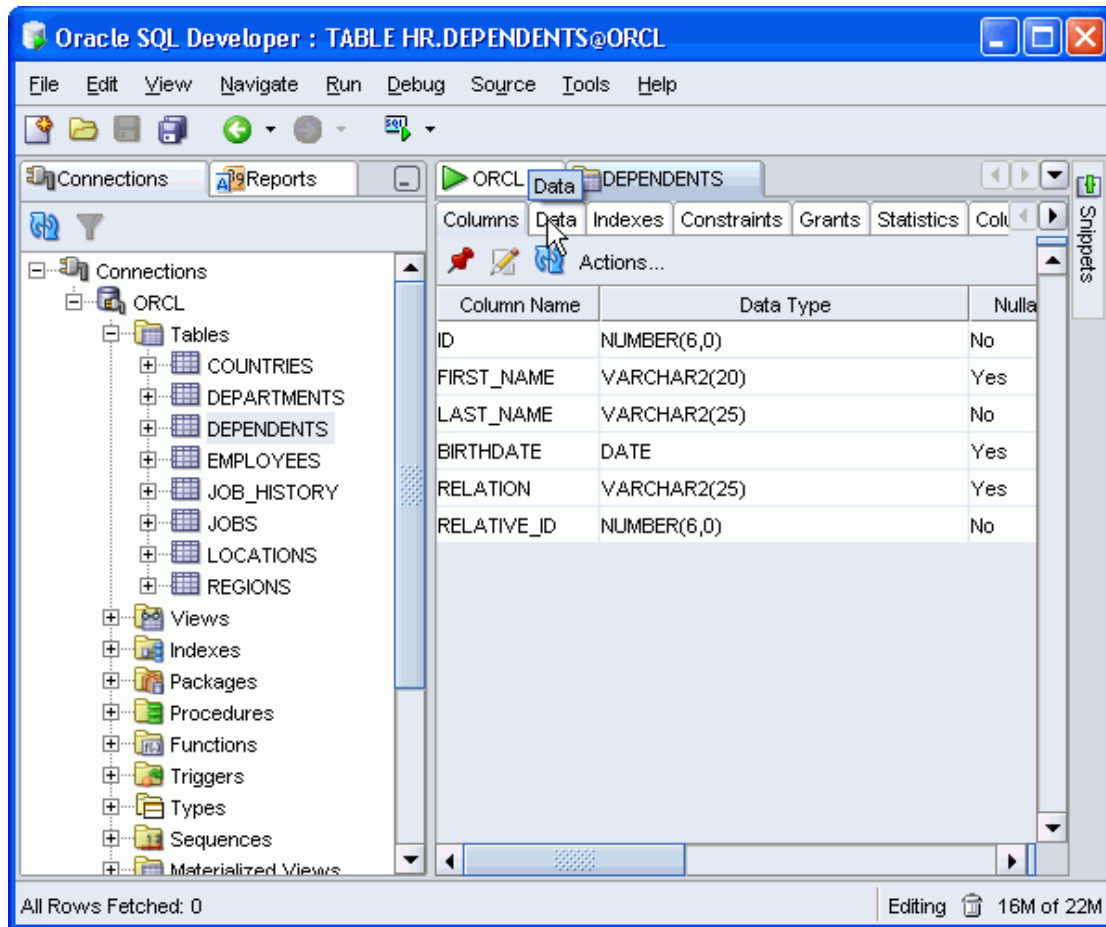 Oracle SQL Developer : TABLE HR.DEPENDENTS@ORCL
File Edit View Navigate Run Debug Source Tools Help
Connections Reports
Connections
ORCL
Tables
COUNTRIES
DEPARTMENTS
DEPENDENTS
EMPLOYEES
JOB_HISTORY
JOBS
LOCATIONS
REGIONS
Views
Indexes
Packages
Procedures
Functions
Triggers
Types
Sequences
Materialized Views
ORCL Data DEPENDENTS
Columns Data Indexes Constraints Grants Statistics Colu
Actions...
Column Name Data Type Nulla
ID NUMBER(6,0) No
FIRST_NAME VARCHAR2(20) Yes
LAST_NAME VARCHAR2(25) No
BIRTHDATE DATE Yes
RELATION VARCHAR2(25) Yes
RELATIVE_ID NUMBER(6,0) No
Snippets
All Rows Fetched: 0 Editing 16M of 22M